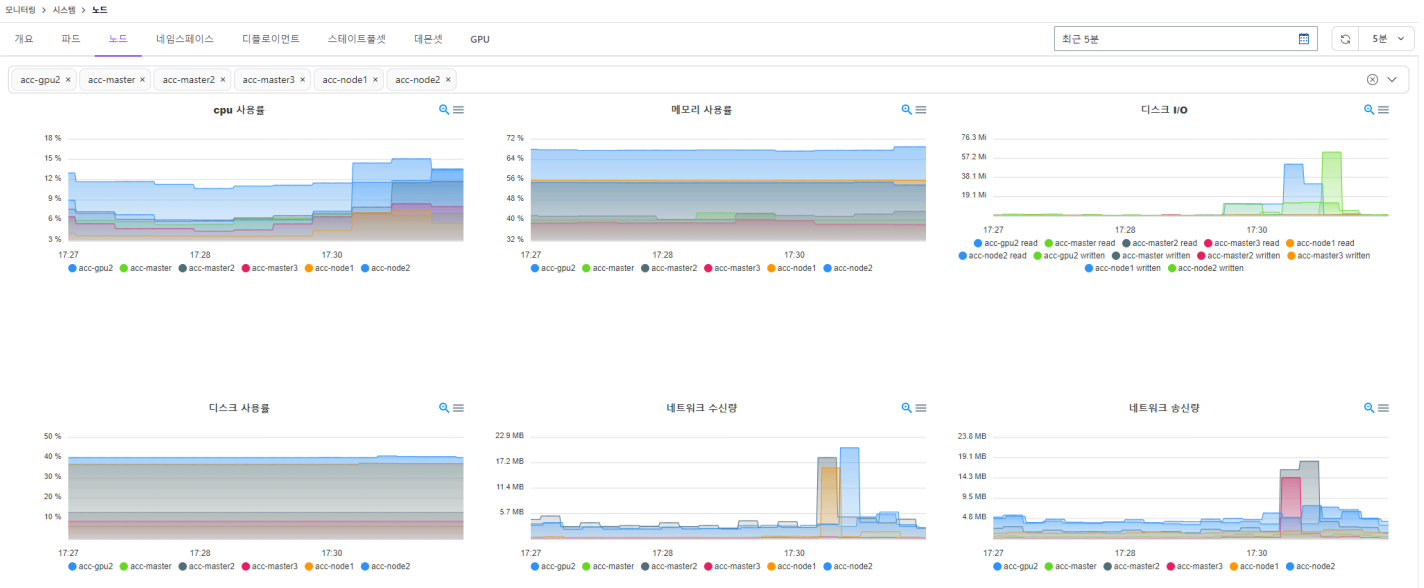 모니터링 > 시스템 > 노드
개요 파드 노드 네임스페이스 디플로이먼트 스테이트풀셋 데몬셋 GPU 최근 5분 5분
acc-gpu2 × acc-master × acc-master2 × acc-master3 × acc-node1 × acc-node2 ×
cpu 사용률
18 %
15 %
12 %
9 %
6 %
3 %
17:27 17:28 17:30
acc-gpu2 acc-master acc-master2 acc-master3 acc-node1 acc-node2
메모리 사용률
72 %
64 %
56 %
48 %
40 %
32 %
17:27 17:28 17:30
acc-gpu2 acc-master acc-master2 acc-master3 acc-node1 acc-node2
디스크 I/O
76.3 Mi
57.2 Mi
38.1 Mi
19.1 Mi
17:27 17:28 17:30
acc-gpu2 read acc-master read acc-master2 read acc-master3 read acc-node1 read
acc-node2 read acc-gpu2 written acc-master written acc-master2 written acc-master3 written
acc-node1 written acc-node2 written
디스크 사용률
50 %
40 %
30 %
20 %
10 %
17:27 17:28 17:30
acc-gpu2 acc-master acc-master2 acc-master3 acc-node1 acc-node2
네트워크 수신량
22.9 MB
17.2 MB
11.4 MB
5.7 MB
17:27 17:28 17:30
acc-gpu2 acc-master acc-master2 acc-master3 acc-node1 acc-node2
네트워크 송신량
23.8 MB
19.1 MB
14.3 MB
9.5 MB
4.8 MB
17:27 17:28 17:30
acc-gpu2 acc-master acc-master2 acc-master3 acc-node1 acc-node2